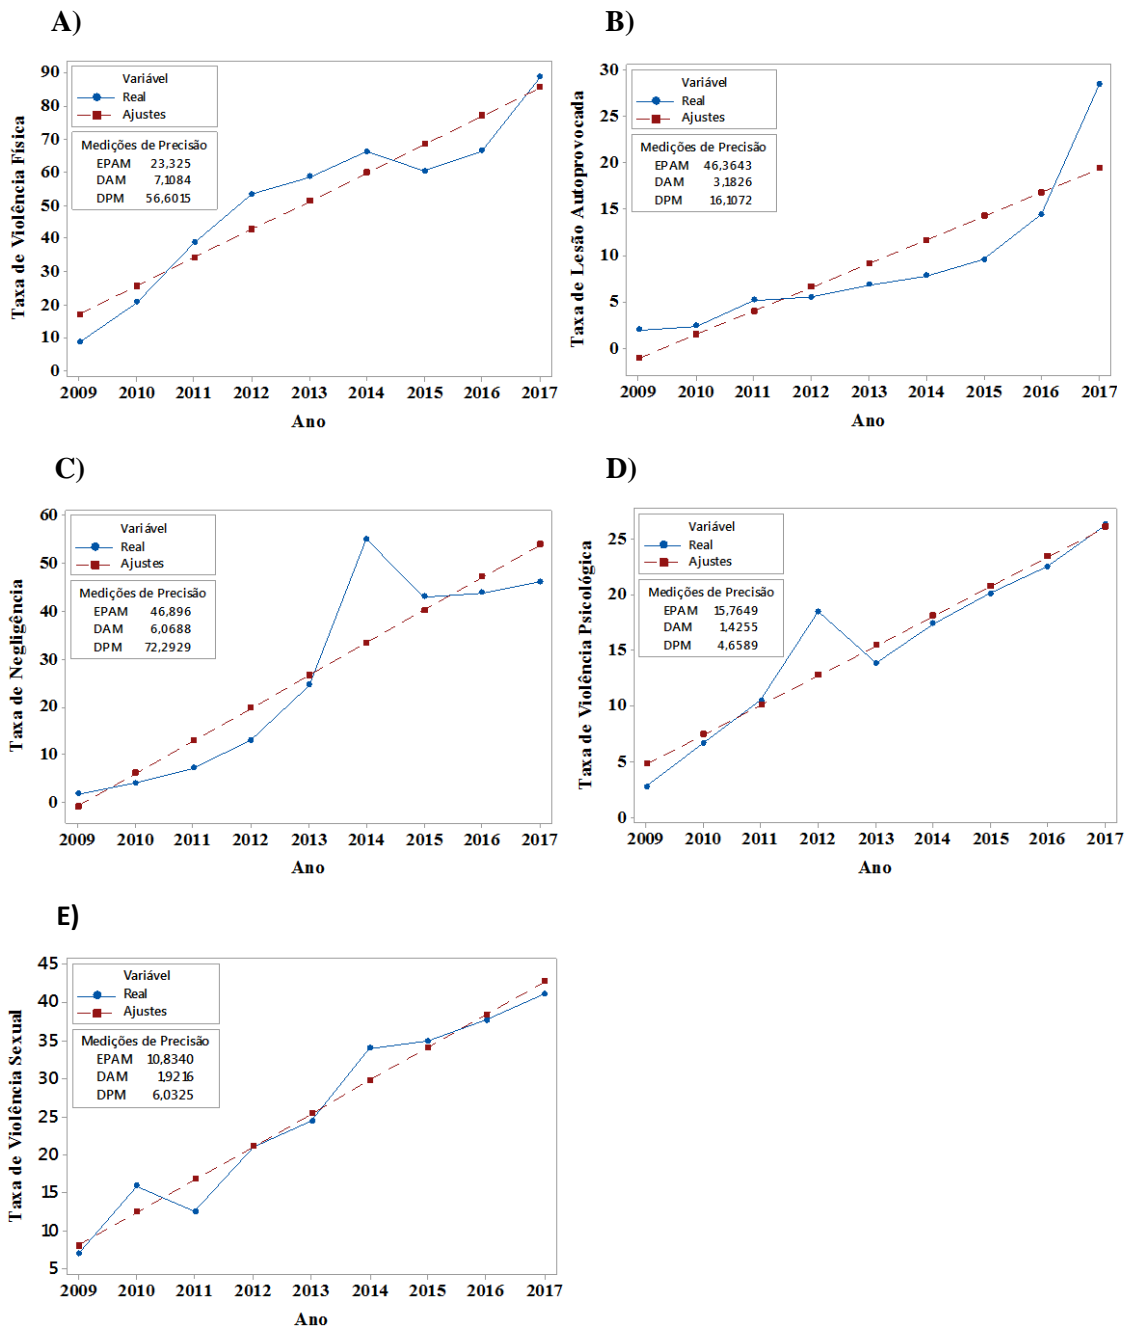 A)
Taxa de Violência Física
90
80
70
60
50
40
30
20
10
0
Variável
Real
Ajustes
Medições de Precisão
EPAM 23,325
DAM 7,1084
DPM 56,6015
2009 2010 2011 2012 2013 2014 2015 2016 2017
Ano
B)
Taxa de Lesão Autoprovocada
30
25
20
15
10
5
0
Variável
Real
Ajustes
Medições de Precisão
EPAM 46,3643
DAM 3,1826
DPM 16,1072
2009 2010 2011 2012 2013 2014 2015 2016 2017
Ano
C)
Taxa de Negligência
60
50
40
30
20
10
0
Variável
Real
Ajustes
Medições de Precisão
EPAM 46,896
DAM 6,0688
DPM 72,2929
2009 2010 2011 2012 2013 2014 2015 2016 2017
Ano
D)
Taxa de Violência Psicológica
25
20
15
10
5
0
Variável
Real
Ajustes
Medições de Precisão
EPAM 15,7649
DAM 1,4255
DPM 4,6589
2009 2010 2011 2012 2013 2014 2015 2016 2017
Ano
E)
Taxa de Violência Sexual
45
40
35
30
25
20
15
10
5
Variável
Real
Ajustes
Medições de Precisão
EPAM 10,8340
DAM 1,9216
DPM 6,0325
2009 2010 2011 2012 2013 2014 2015 2016 2017
Ano